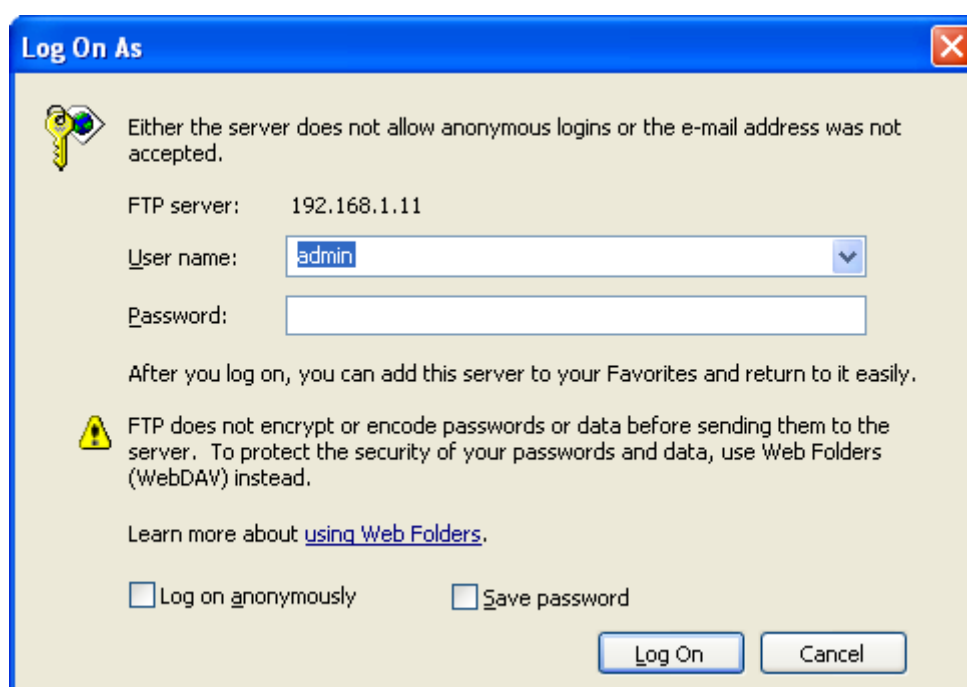 Log On As
Either the server does not allow anonymous logins or the e-mail address was not
accepted.
FTP server: 192.168.1.11
User name: admin
Password:
After you log on, you can add this server to your Favorites and return to it easily.
FTP does not encrypt or encode passwords or data before sending them to the
server. To protect the security of your passwords and data, use Web Folders
(WebDAV) instead.
Learn more about using Web Folders.
Log on anonymously Save password
Log On Cancel